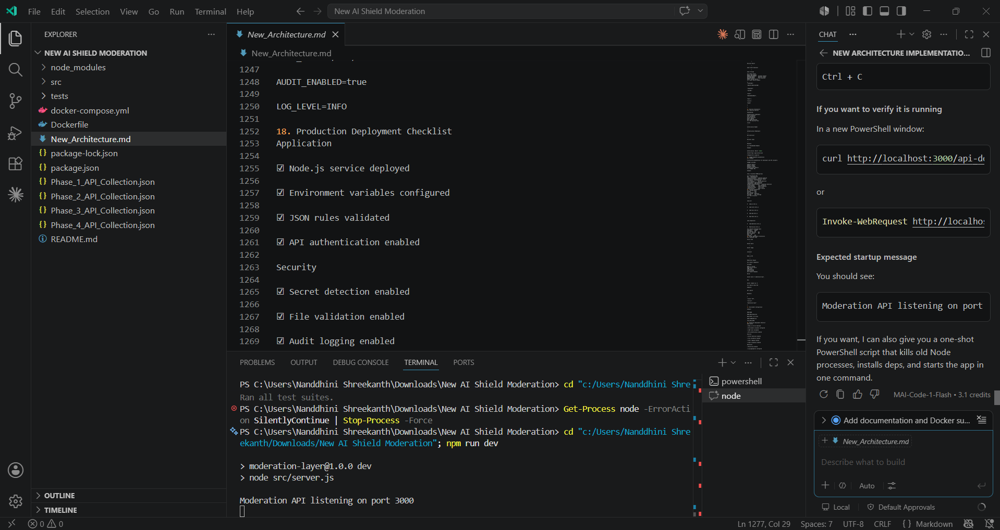 File Edit Selection View Go Run Terminal Help
New AI Shield Moderation
EXPLORER
NEW AI SHIELD MODERATION
node_modules
src
tests
docker-compose.yml
Dockerfile
New_Architecture.md
package-lock.json
package.json
Phase_1_API_Collection.json
Phase_2_API_Collection.json
Phase_3_API_Collection.json
Phase_4_API_Collection.json
README.md
OUTLINE
TIMELINE
New_Architecture.md
New_Architecture.md
1247
1248 AUDIT_ENABLED=true
1249
1250 LOG_LEVEL=INFO
1251
1252 18. Production Deployment Checklist
1253 Application
1254
1255 ☑ Node.js service deployed
1256
1257 ☑ Environment variables configured
1258
1259 ☑ JSON rules validated
1260
1261 ☑ API authentication enabled
1262
1263 Security
1264
1265 ☑ Secret detection enabled
1266
1267 ☑ File validation enabled
1268
1269 ☑ Audit logging enabled
PROBLEMS OUTPUT DEBUG CONSOLE TERMINAL PORTS
PS C:\Users\Nanddhini Shreekanth\Downloads\New AI Shield Moderation> cd "c:/Users/Nanddhini Shre
Ran all test suites.
PS C:\Users\Nanddhini Shreekanth\Downloads\New AI Shield Moderation> Get-Process node -ErrorActi
on SilentlyContinue | Stop-Process -Force
PS C:\Users\Nanddhini Shreekanth\Downloads\New AI Shield Moderation> cd "c:/Users/Nanddhini Shre
ekanth/Downloads/New AI Shield Moderation"; npm run dev
> moderation-layer@1.0.0 dev
> node src/server.js
Moderation API listening on port 3000
powershell
node
CHAT
NEW ARCHITECTURE IMPLEMENTATIO...
Ctrl + C
If you want to verify it is running
In a new PowerShell window:
curl http://localhost:3000/api-do
or
Invoke-WebRequest http://localhos
Expected startup message
You should see:
Moderation API listening on port
If you want, I can also give you a one-shot
PowerShell script that kills old Node
processes, installs deps, and starts the app in
one command.
MAI-Code-1-Flash • 3.1 credits
Add documentation and Docker su...
New_Architecture.md
Describe what to build
Auto
Local Default Approvals
0 0
Ln 1277, Col 29 Spaces: 7 UTF-8 CRLF { } Markdown